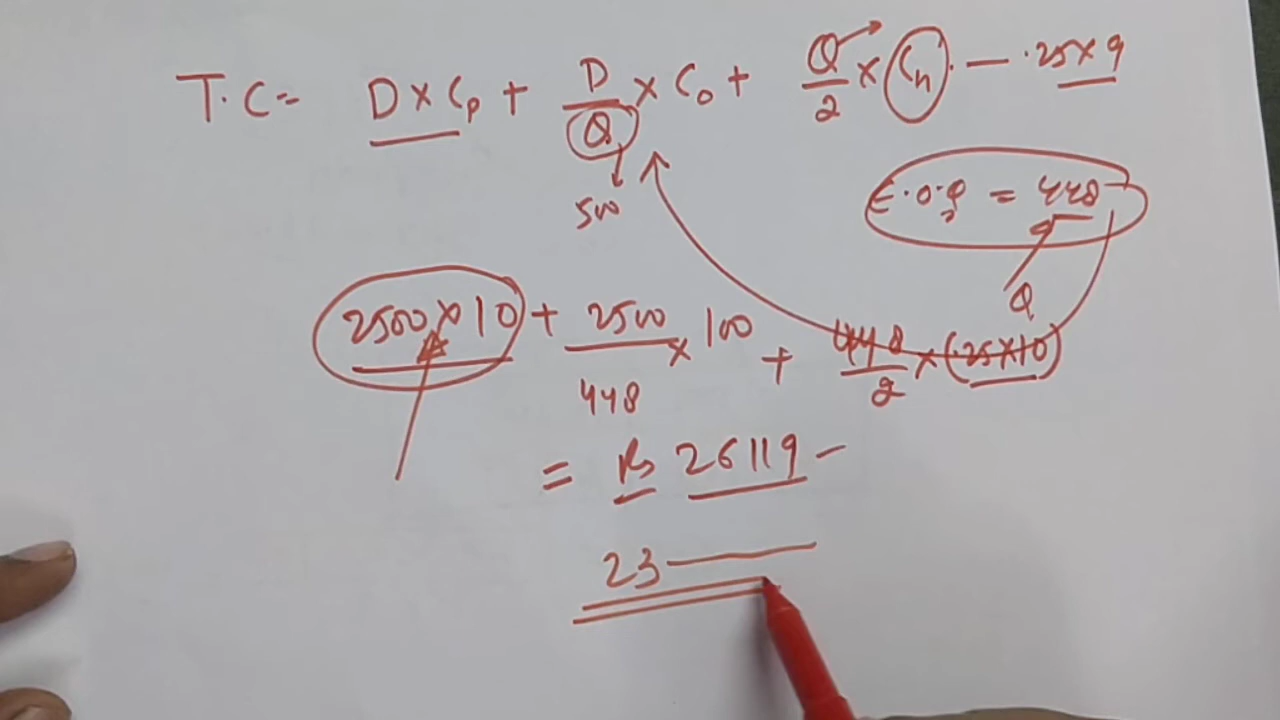 T.C = D × Cp + D/Q × Co + Q/2 × Ch. — .25 × 9
500
E.O.Q = 448
Q
2500 × 10 + 2500/448 × 100 + 448/2 × (.25 × 10)
= Rs 26119 –
23